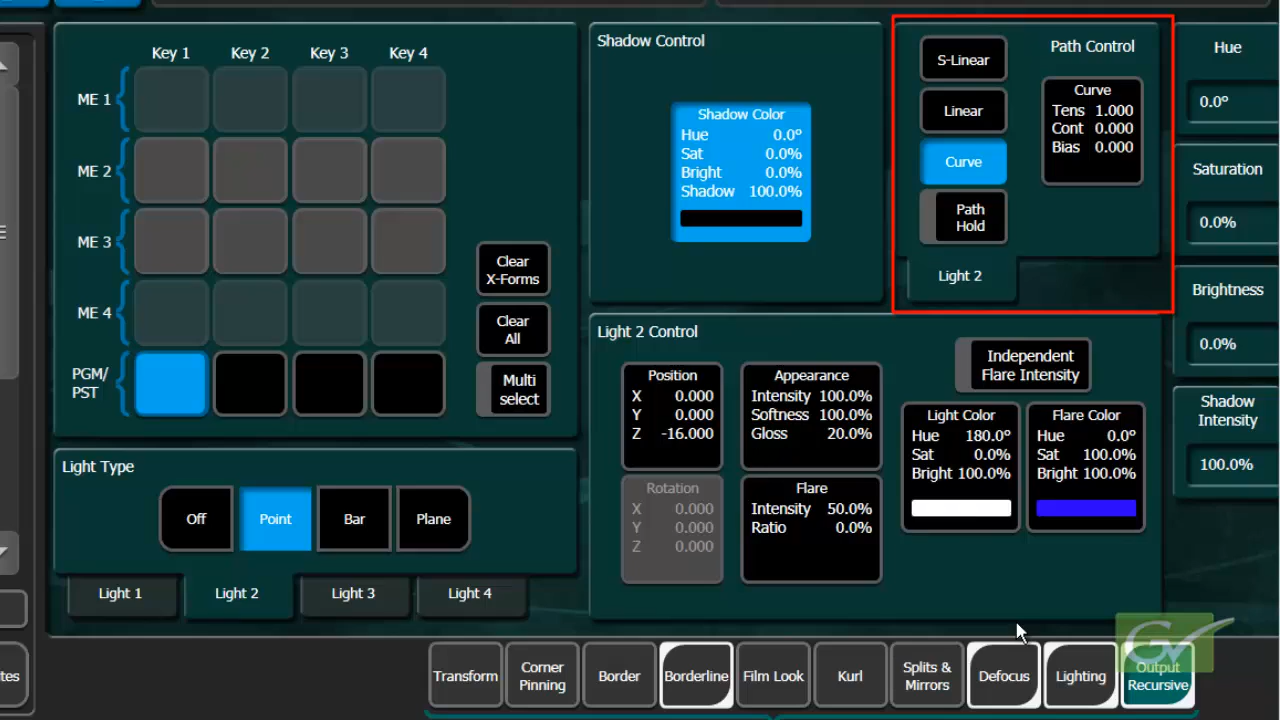 Key 1
Key 2
Key 3
Key 4
ME 1
ME 2
ME 3
ME 4
PGM/
PST
Clear
X-Forms
Clear
All
Multi
select
Light Type
Off
Point
Bar
Plane
Light 1
Light 2
Light 3
Light 4
Shadow Control
Shadow Color
Hue 0.0°
Sat 0.0%
Bright 0.0%
Shadow 100.0%
S-Linear
Linear
Curve
Path
Hold
Path Control
Curve
Tens 1.000
Cont 0.000
Bias 0.000
Light 2
Light 2 Control
Position
X 0.000
Y 0.000
Z -16.000
Rotation
X 0.000
Y 0.000
Z 0.000
Appearance
Intensity 100.0%
Softness 100.0%
Gloss 20.0%
Flare
Intensity 50.0%
Ratio 0.0%
Independent
Flare Intensity
Light Color
Hue 180.0°
Sat 0.0%
Bright 100.0%
Flare Color
Hue 0.0°
Sat 100.0%
Bright 100.0%
Hue
0.0°
Saturation
0.0%
Brightness
0.0%
Shadow
Intensity
100.0%
tes
Transform
Corner
Pinning
Border
Borderline
Film Look
Kurl
Splits &
Mirrors
Defocus
Lighting
Output
Recursive
GV